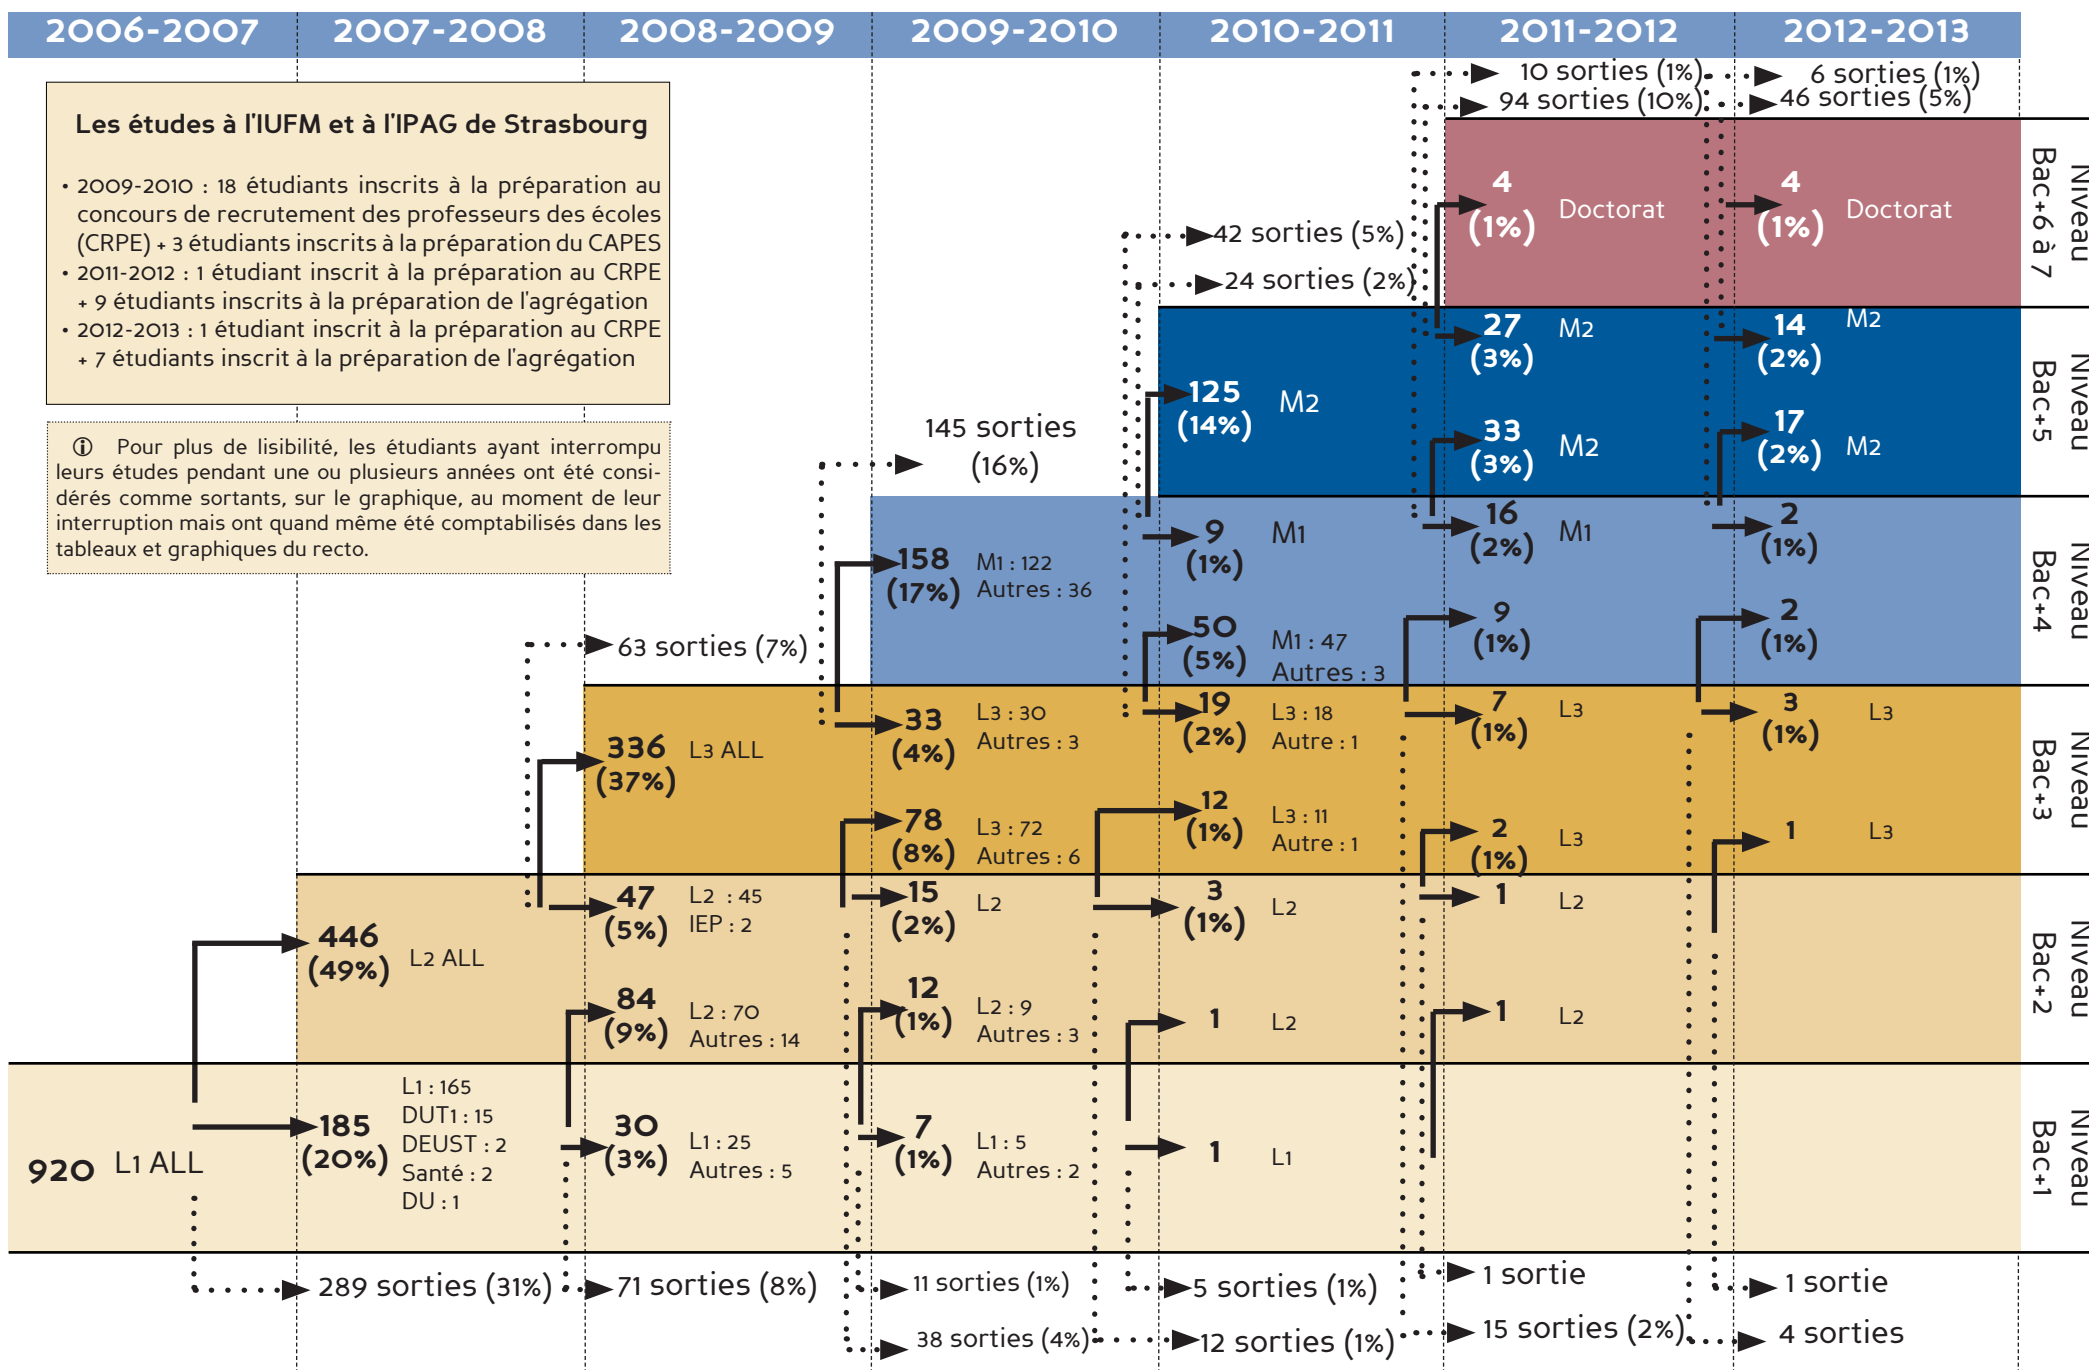 2006-2007 2007-2008 2008-2009 2009-2010 2010-2011 2011-2012 2012-2013
Les études à l'IUFM et à l'IPAG de Strasbourg
• 2009-2010 : 18 étudiants inscrits à la préparation au
concours de recrutement des professeurs des écoles
(CRPE) + 3 étudiants inscrits à la préparation du CAPES
• 2011-2012 : 1 étudiant inscrit à la préparation au CRPE
+ 9 étudiants inscrits à la préparation de l'agrégation
• 2012-2013 : 1 étudiant inscrit à la préparation au CRPE
+ 7 étudiants inscrit à la préparation de l'agrégation
ⓘ Pour plus de lisibilité, les étudiants ayant interrompu
leurs études pendant une ou plusieurs années ont été consi-
dérés comme sortants, sur le graphique, au moment de leur
interruption mais ont quand même été comptabilisés dans les
tableaux et graphiques du recto.
920 L1 ALL
446
(49%)
L2 ALL
185
(20%)
L1 : 165
DUT1 : 15
DEUST : 2
Santé : 2
DU : 1
289 sorties (31%)
63 sorties (7%)
336
(37%)
L3 ALL
47
(5%)
L2 : 45
IEP : 2
84
(9%)
L2 : 70
Autres : 14
30
(3%)
L1 : 25
Autres : 5
71 sorties (8%)
145 sorties
(16%)
158
(17%)
M1 : 122
Autres : 36
33
(4%)
L3 : 30
Autres : 3
78
(8%)
L3 : 72
Autres : 6
15
(2%)
L2
12
(1%)
L2 : 9
Autres : 3
7
(1%)
L1 : 5
Autres : 2
11 sorties (1%)
38 sorties (4%)
42 sorties (5%)
24 sorties (2%)
125
(14%)
M2
9
(1%)
M1
50
(5%)
M1 : 47
Autres : 3
19
(2%)
L3 : 18
Autre : 1
12
(1%)
L3 : 11
Autre : 1
3
(1%)
L2
1 L2
1 L1
5 sorties (1%)
12 sorties (1%)
10 sorties (1%)
94 sorties (10%)
4
(1%)
Doctorat
27
(3%)
M2
33
(3%)
M2
16
(2%)
M1
9
(1%)
7
(1%)
L3
2
(1%)
L3
1 L2
1 L2
1 sortie
15 sorties (2%)
6 sorties (1%)
46 sorties (5%)
4
(1%)
Doctorat
14
(2%)
M2
17
(2%)
M2
2
(1%)
2
(1%)
3
(1%)
L3
1 L3
1 sortie
4 sorties
Niveau
Bac+6 à 7
Niveau
Bac+5
Niveau
Bac+4
Niveau
Bac+3
Niveau
Bac+2
Niveau
Bac+1